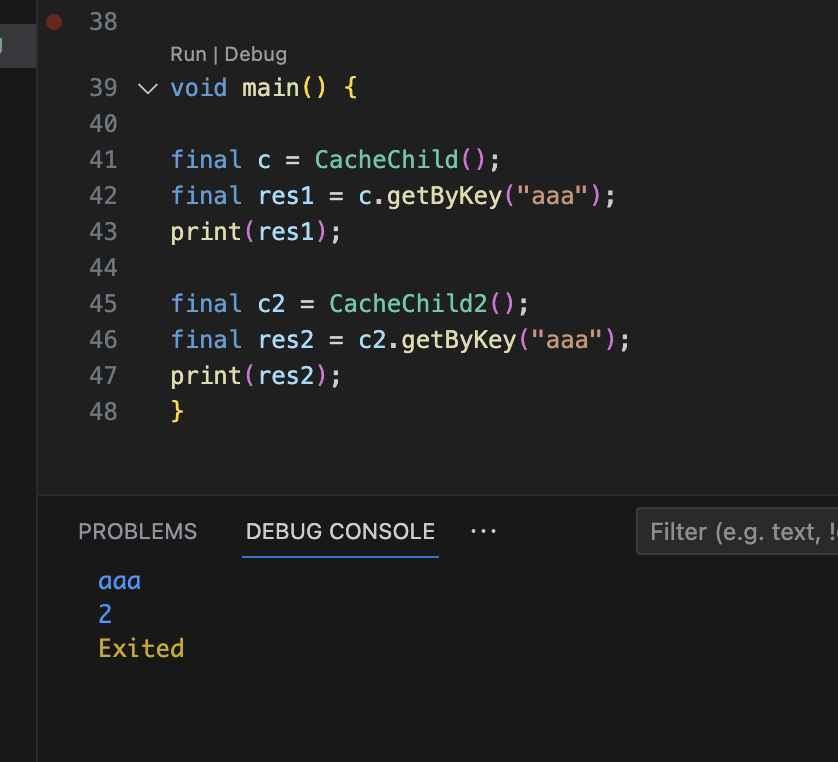 38
Run | Debug
39 void main() {
40
41 final c = CacheChild();
42 final res1 = c.getByKey("aaa");
43 print(res1);
44
45 final c2 = CacheChild2();
46 final res2 = c2.getByKey("aaa");
47 print(res2);
48 }
PROBLEMS DEBUG CONSOLE ··· Filter (e.g. text, !
aaa
2
Exited